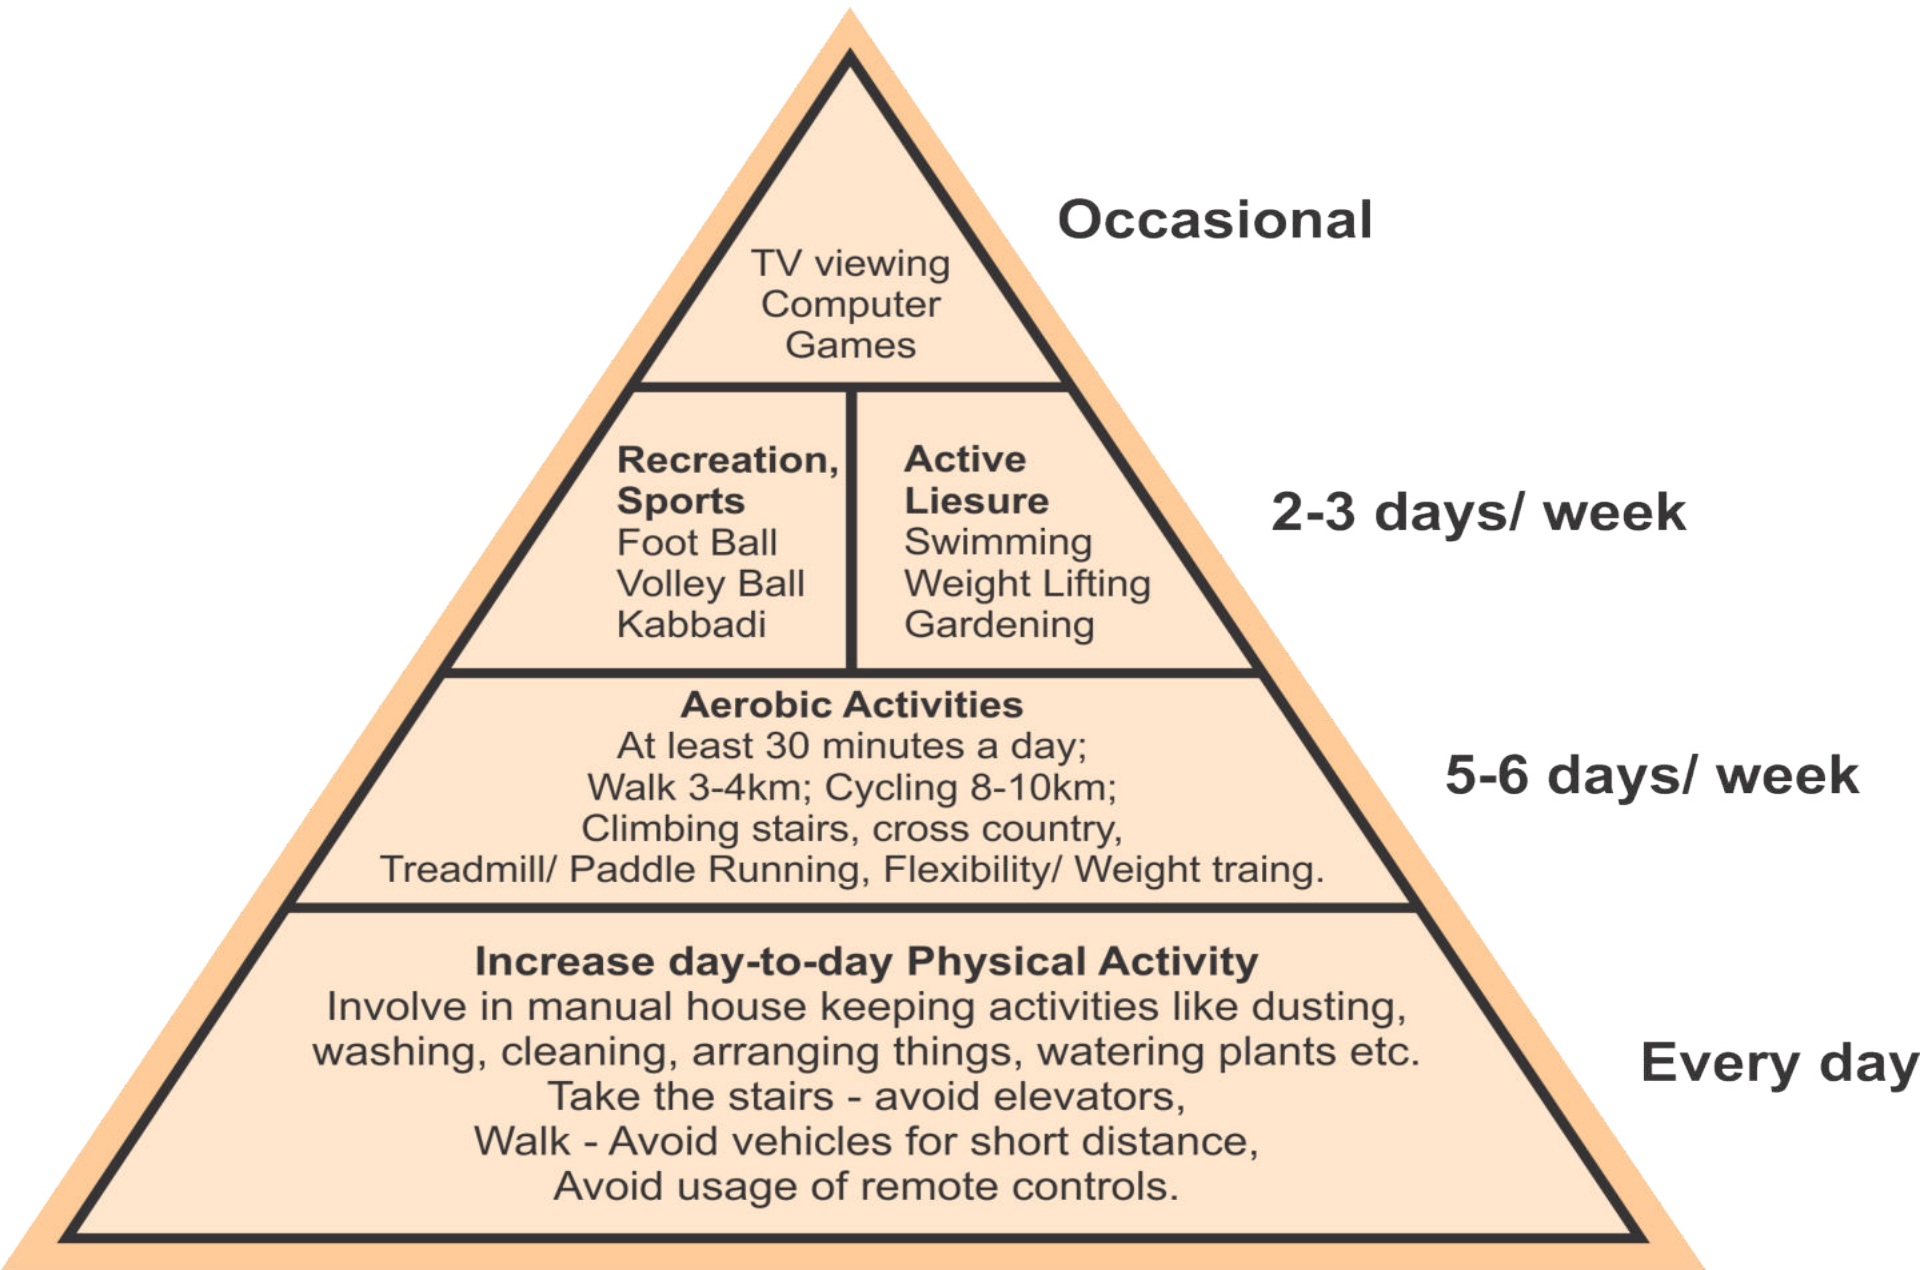 Occasional
TV viewing
Computer
Games
2-3 days/ week
Recreation,
Sports
Foot Ball
Volley Ball
Kabbadi
Active
Liesure
Swimming
Weight Lifting
Gardening
5-6 days/ week
Aerobic Activities
At least 30 minutes a day;
Walk 3-4km; Cycling 8-10km;
Climbing stairs, cross country,
Treadmill/ Paddle Running, Flexibility/ Weight traing.
Every day
Increase day-to-day Physical Activity
Involve in manual house keeping activities like dusting,
washing, cleaning, arranging things, watering plants etc.
Take the stairs - avoid elevators,
Walk - Avoid vehicles for short distance,
Avoid usage of remote controls.